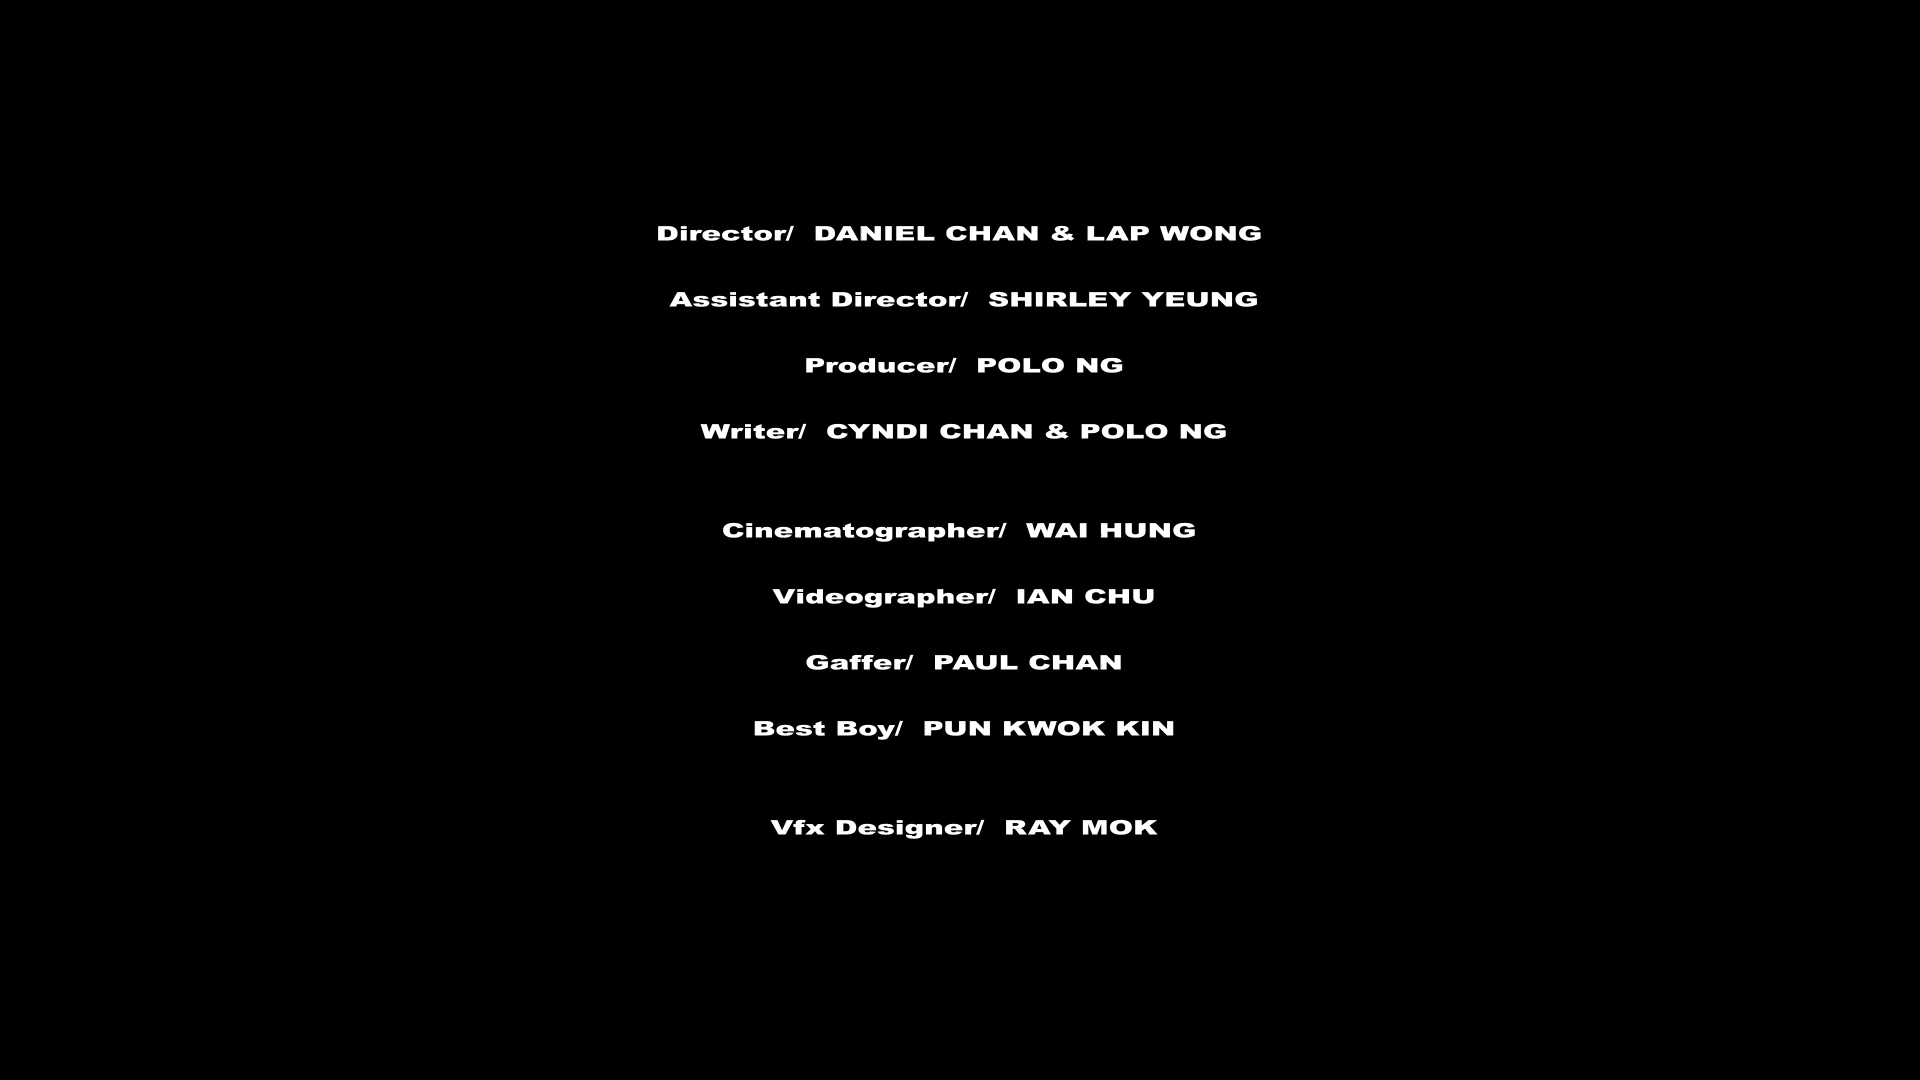 Director/ DANIEL CHAN & LAP WONG
Assistant Director/ SHIRLEY YEUNG
Producer/ POLO NG
Writer/ CYNDI CHAN & POLO NG
Cinematographer/ WAI HUNG
Videographer/ IAN CHU
Gaffer/ PAUL CHAN
Best Boy/ PUN KWOK KIN
Vfx Designer/ RAY MOK